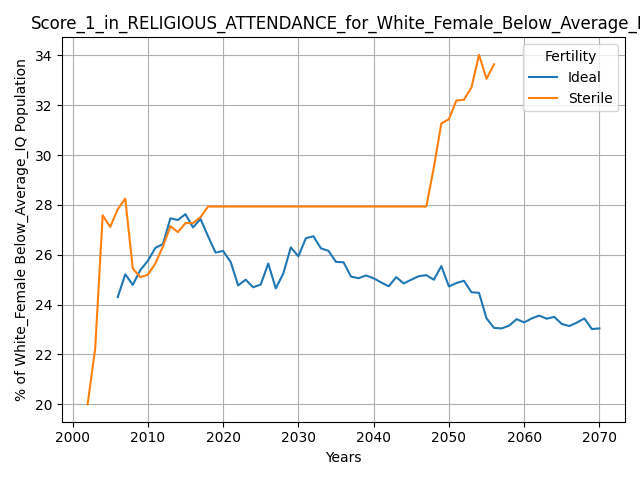 Score_1_in_RELIGIOUS_ATTENDANCE_for_White_Female_Below_Average_I
Fertility
Ideal
Sterile
% of White_Female Below_Average_IQ Population
34
32
30
28
26
24
22
20
2000 2010 2020 2030 2040 2050 2060 2070
Years